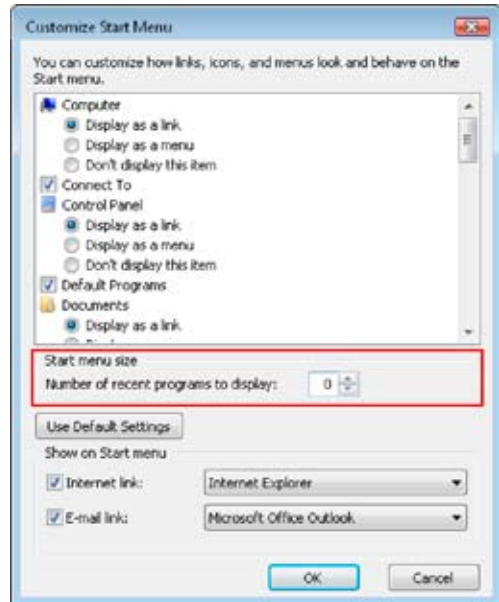 Customize Start Menu
You can customize how links, icons, and menus look and behave on the
Start menu.
Computer
Display as a link
Display as a menu
Don't display this item
Connect To
Control Panel
Display as a link
Display as a menu
Don't display this item
Default Programs
Documents
Display as a link
Start menu size
Number of recent programs to display: 0
Use Default Settings
Show on Start menu
Internet link: Internet Explorer
E-mail link: Microsoft Office Outlook
OK Cancel